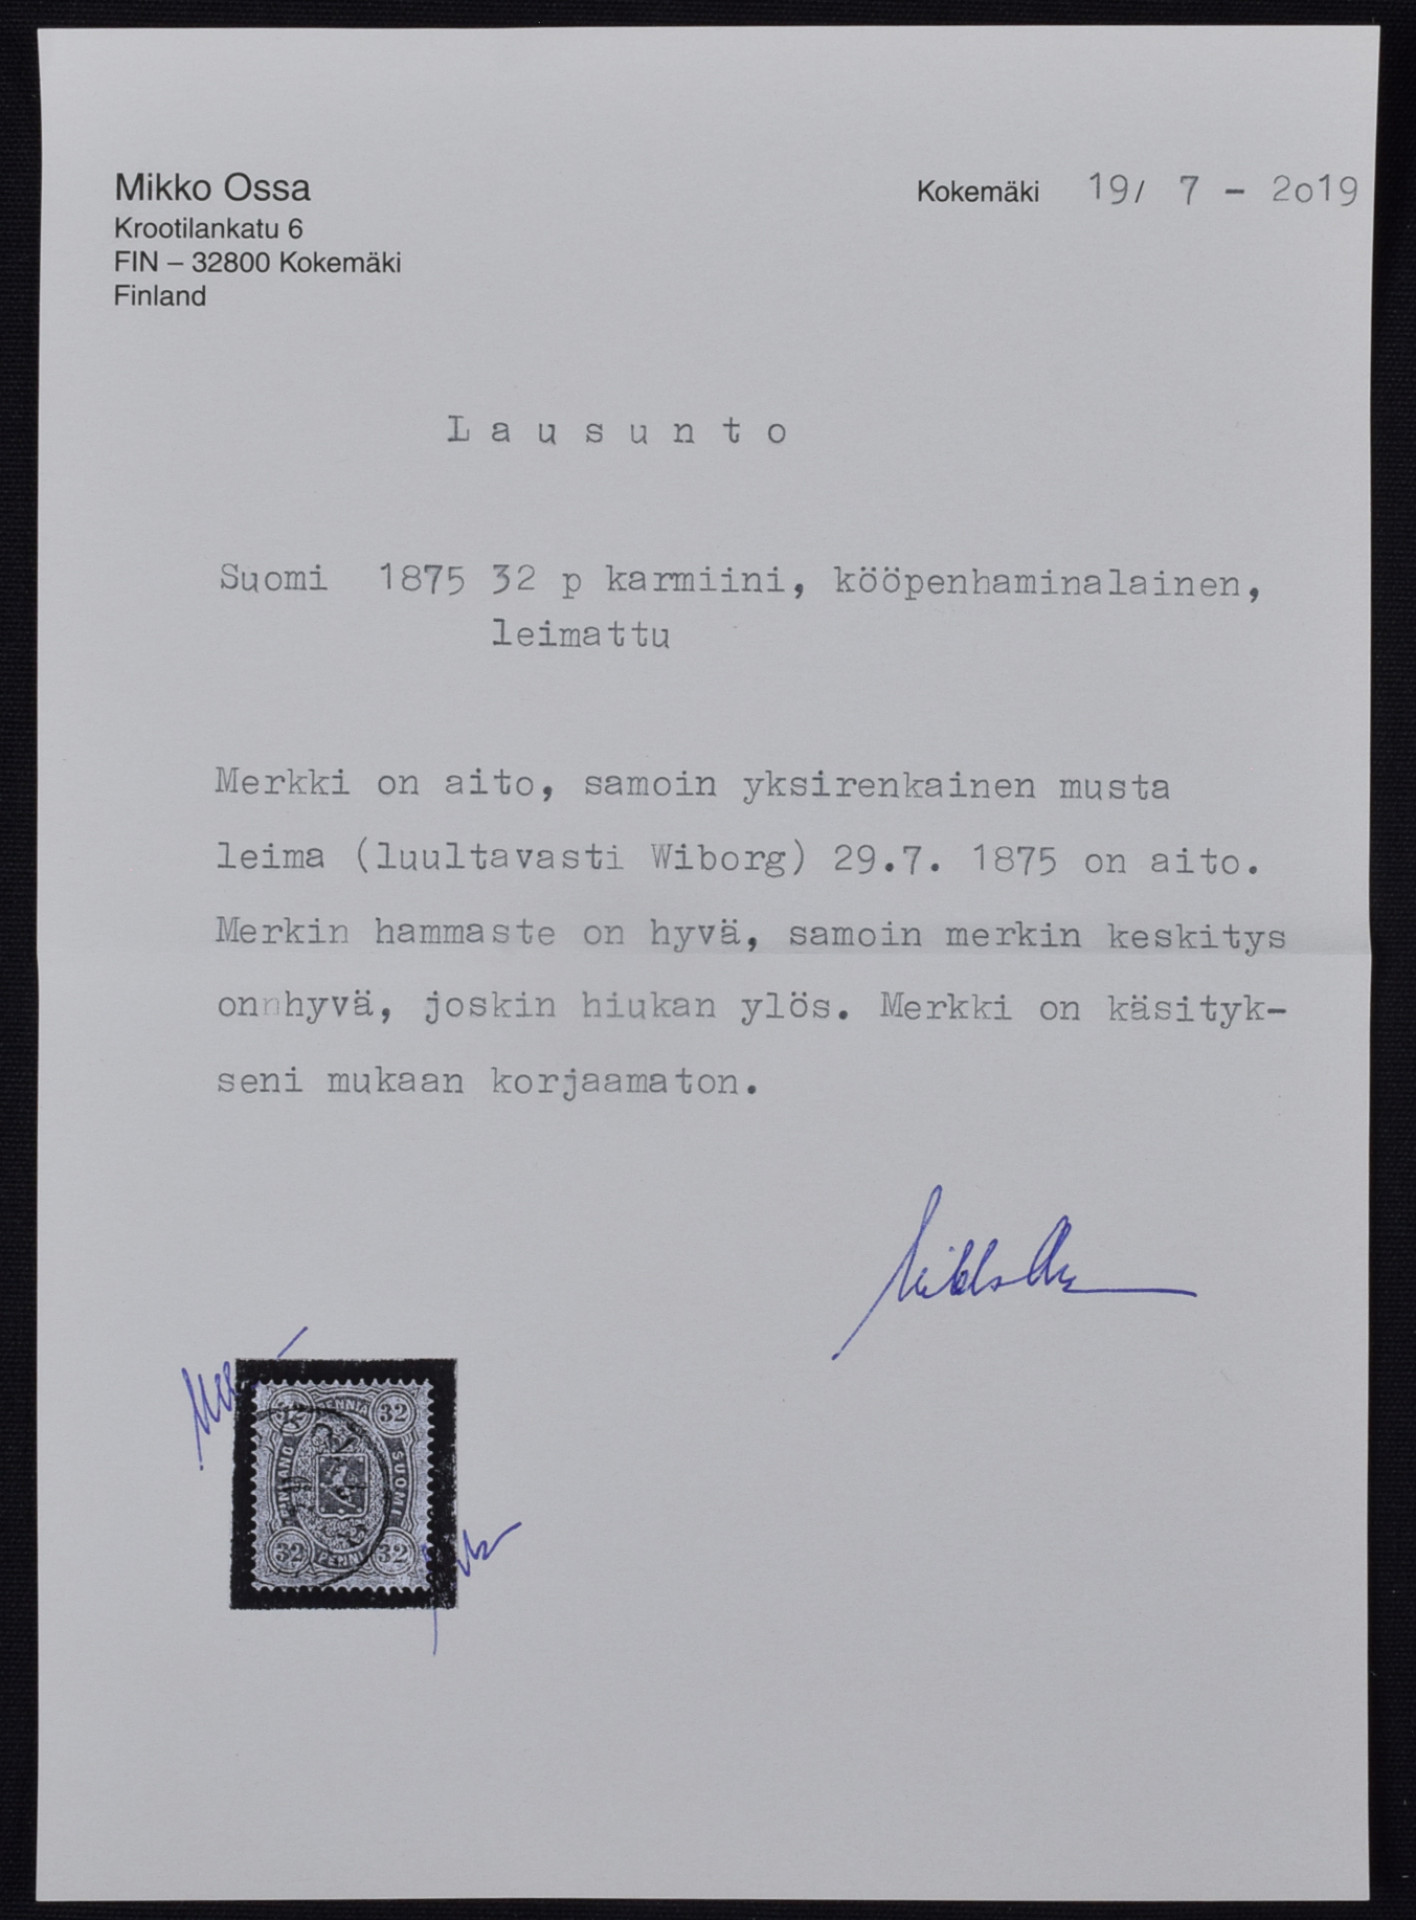 Mikko Ossa
Krootilankatu 6
FIN – 32800 Kokemäki
Finland
Kokemäki 19/ 7 - 2o19
Lausunto
Suomi 1875 32 p karmiini, kööpenhaminalainen,
leimattu
Merkki on aito, samoin yksirenkainen musta
leima (luultavasti Wiborg) 29.7. 1875 on aito.
Merkin hammaste on hyvä, samoin merkin keskitys
onnhyvä, joskin hiukan ylös. Merkki on käsityk-
seni mukaan korjaamaton.
32
SUOMI
32 32